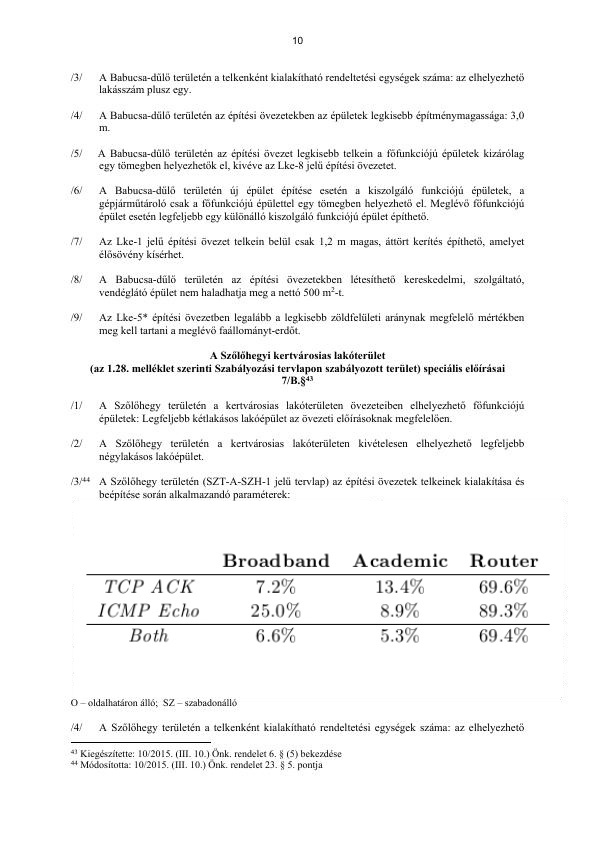 10
/3/ A Babucsa-dűlő területén a telkenként kialakítható rendeltetési egységek száma: az elhelyezhető
lakásszám plusz egy.
/4/ A Babucsa-dűlő területén az építési övezetekben az épületek legkisebb építménymagassága: 3,0
m.
/5/ A Babucsa-dűlő területén az építési övezet legkisebb telkein a főfunkciójú épületek kizárólag
egy tömegben helyezhetők el, kivéve az Lke-8 jelű építési övezetet.
/6/ A Babucsa-dűlő területén új épület építése esetén a kiszolgáló funkciójú épületek, a
gépjárműtároló csak a főfunkciójú épülettel egy tömegben helyezhető el. Meglévő főfunkciójú
épület esetén legfeljebb egy különálló kiszolgáló funkciójú épület építhető.
/7/ Az Lke-1 jelű építési övezet telkein belül csak 1,2 m magas, áttört kerítés építhető, amelyet
élősövény kísérhet.
/8/ A Babucsa-dűlő területén az építési övezetekben létesíthető kereskedelmi, szolgáltató,
vendéglátó épület nem haladhatja meg a nettó 500 m²-t.
/9/ Az Lke-5* építési övezetben legalább a legkisebb zöldfelületi aránynak megfelelő mértékben
meg kell tartani a meglévő faállományt-erdőt.
A Szőlőhegyi kertvárosias lakóterület
(az 1.28. melléklet szerinti Szabályozási tervlapon szabályozott terület) speciális előírásai
7/B.§⁴³
/1/ A Szőlőhegy területén a kertvárosias lakóterületen övezeteiben elhelyezhető főfunkciójú
épületek: Legfeljebb kétlakásos lakóépület az övezeti előírásoknak megfelelően.
/2/ A Szőlőhegy területén a kertvárosias lakóterületen kivételesen elhelyezhető legfeljebb
négylakásos lakóépület.
/3/⁴⁴ A Szőlőhegy területén (SZT-A-SZH-1 jelű tervlap) az építési övezetek telkeinek kialakítása és
beépítése során alkalmazandó paraméterek:
Broadband Academic Router
TCP ACK 7.2% 13.4% 69.6%
ICMP Echo 25.0% 8.9% 89.3%
Both 6.6% 5.3% 69.4%
O – oldalhatáron álló; SZ – szabadonálló
/4/ A Szőlőhegy területén a telkenként kialakítható rendeltetési egységek száma: az elhelyezhető
⁴³ Kiegészítette: 10/2015. (III. 10.) Önk. rendelet 6. § (5) bekezdése
⁴⁴ Módosította: 10/2015. (III. 10.) Önk. rendelet 23. § 5. pontja